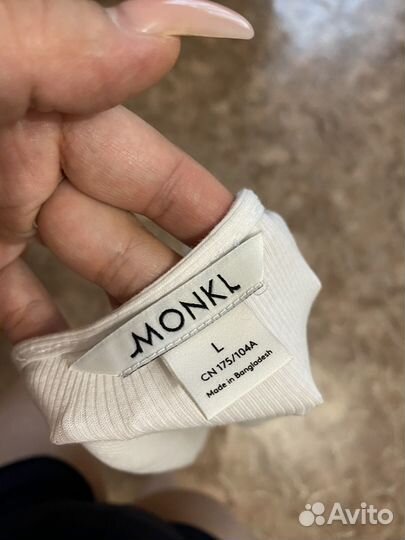 MONKI
L
CN 175/104A
Made in Bangladesh
Avito